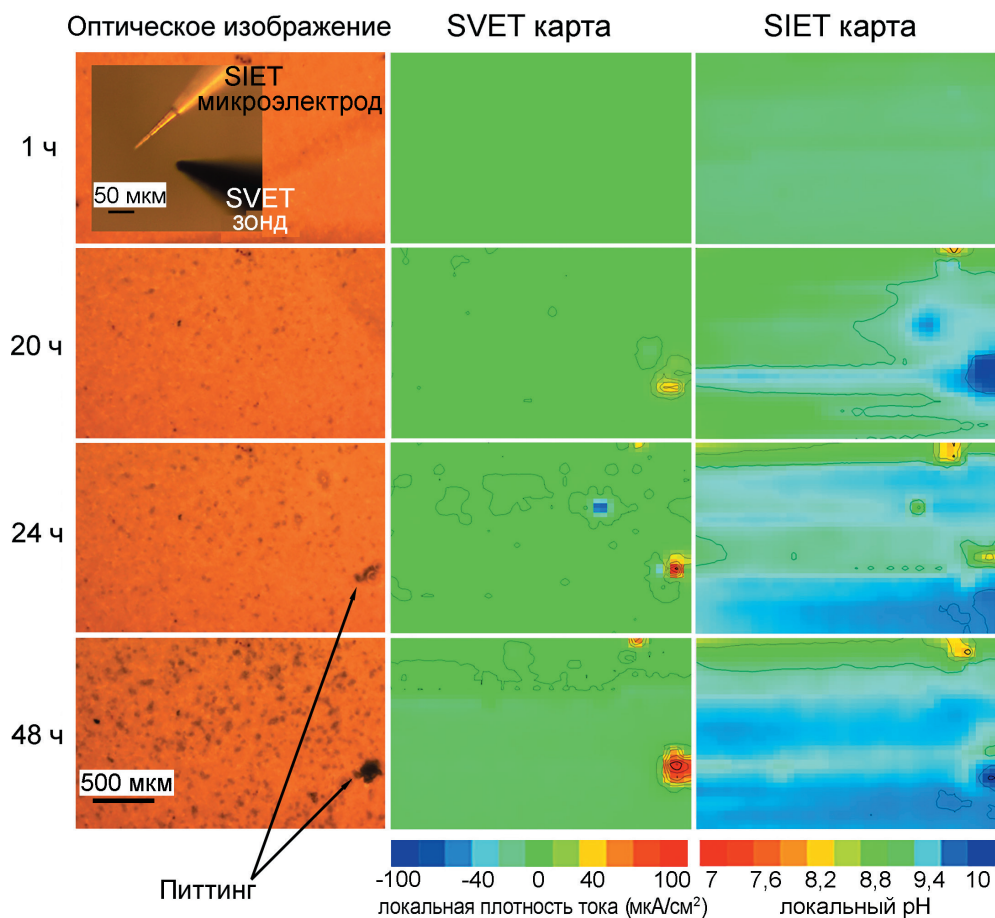 Оптическое изображение
SVET карта
SIET карта
SIET
микроэлектрод
1 ч
50 мкм
SVET
зонд
20 ч
24 ч
48 ч
500 мкм
Питтинг
-100 -40 0 40 100
7 7,6 8,2 8,8 9,4 10
локальная плотность тока (мкА/см²)
локальный pH